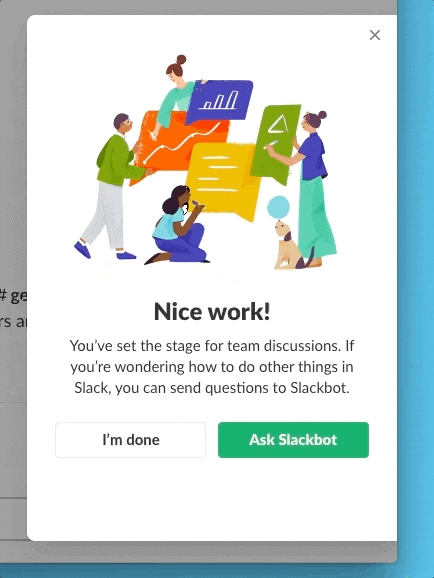 # ge
rs a
Nice work!
You've set the stage for team discussions. If
you're wondering how to do other things in
Slack, you can send questions to Slackbot.
I'm done
Ask Slackbot